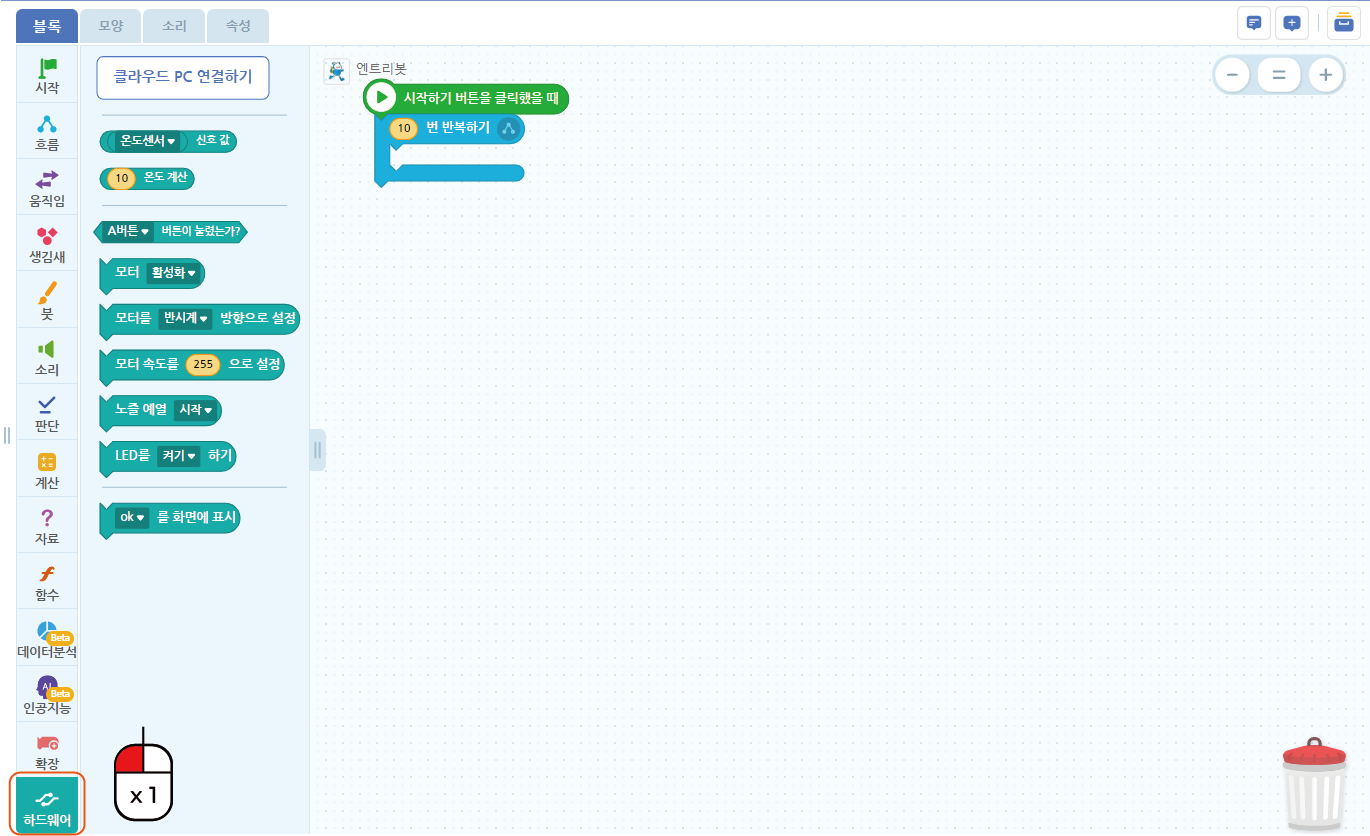 블록
모양
소리
속성
시작
흐름
움직임
생김새
붓
소리
판단
계산
자료
함수
Beta
데이터분석
AI
Beta
인공지능
확장
하드웨어
클라우드 PC 연결하기
온도센서 신호 값
10 온도 계산
A버튼 버튼이 눌렸는가?
모터 활성화
모터를 반시계 방향으로 설정
모터 속도를 255 으로 설정
노즐 예열 시작
LED를 켜기 하기
ok 를 화면에 표시
x 1
엔트리봇
시작하기 버튼을 클릭했을 때
10 번 반복하기